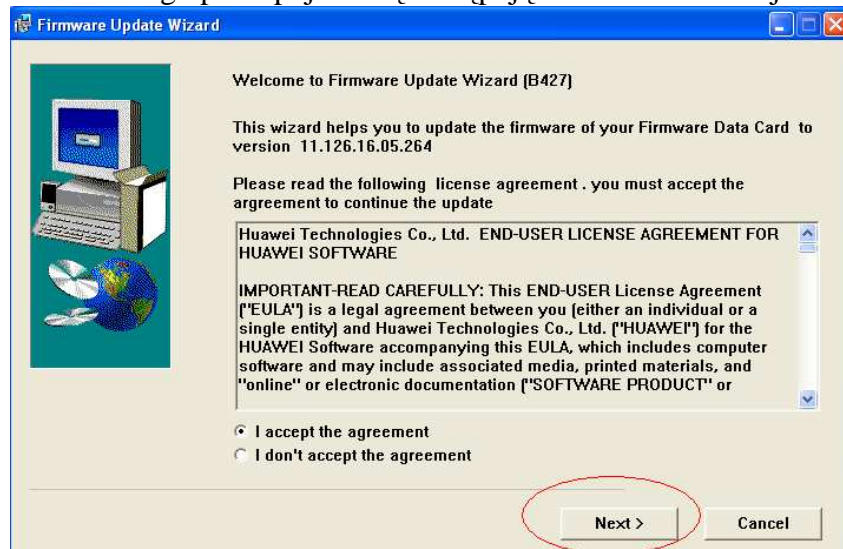 Firmware Update Wizard
Welcome to Firmware Update Wizard (B427)
This wizard helps you to update the firmware of your Firmware Data Card to
version 11.126.16.05.264
Please read the following license agreement . you must accept the
argreement to continue the update
Huawei Technologies Co., Ltd. END-USER LICENSE AGREEMENT FOR
HUAWEI SOFTWARE
IMPORTANT-READ CAREFULLY: This END-USER License Agreement
("EULA") is a legal agreement between you (either an individual or a
single entity) and Huawei Technologies Co., Ltd. ("HUAWEI") for the
HUAWEI Software accompanying this EULA, which includes computer
software and may include associated media, printed materials, and
"online" or electronic documentation ("SOFTWARE PRODUCT" or
I accept the agreement
I don't accept the agreement
Next >
Cancel